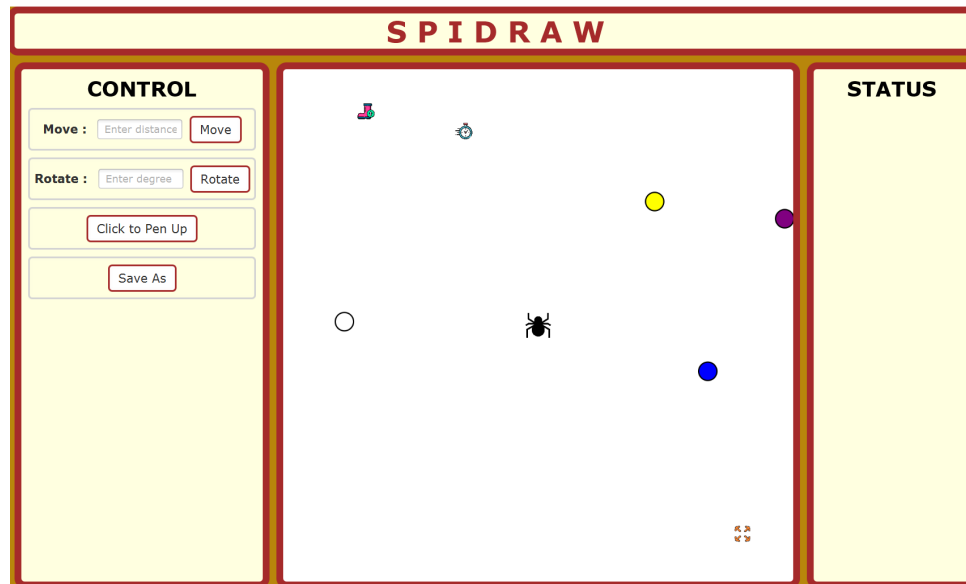 S P I D R A W
CONTROL
Move : Enter distance Move
Rotate : Enter degree Rotate
Click to Pen Up
Save As
STATUS